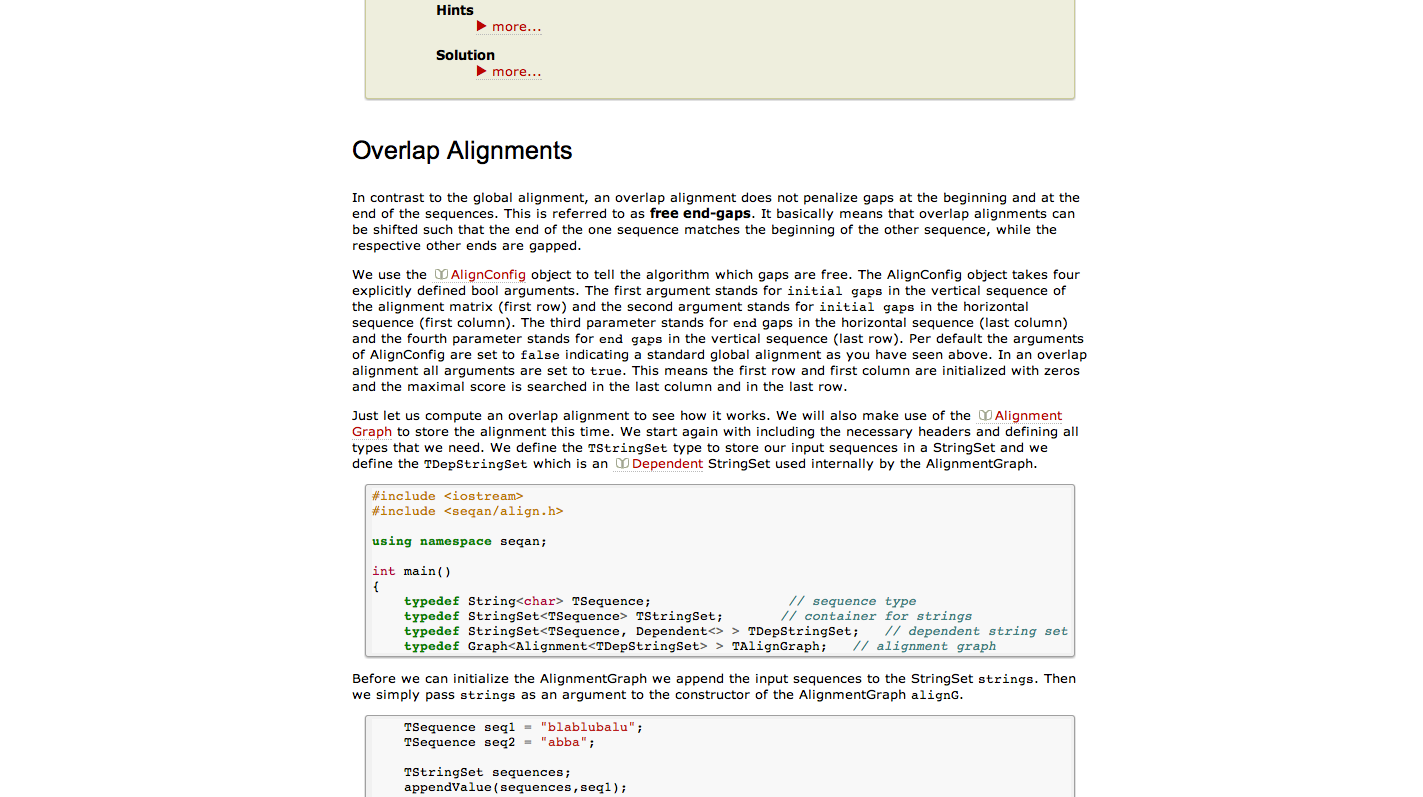 Hints
▶ more...
Solution
▶ more...
Overlap Alignments
In contrast to the global alignment, an overlap alignment does not penalize gaps at the beginning and at the
end of the sequences. This is referred to as free end-gaps. It basically means that overlap alignments can
be shifted such that the end of the one sequence matches the beginning of the other sequence, while the
respective other ends are gapped.
We use the AlignConfig object to tell the algorithm which gaps are free. The AlignConfig object takes four
explicitly defined bool arguments. The first argument stands for initial gaps in the vertical sequence of
the alignment matrix (first row) and the second argument stands for initial gaps in the horizontal
sequence (first column). The third parameter stands for end gaps in the horizontal sequence (last column)
and the fourth parameter stands for end gaps in the vertical sequence (last row). Per default the arguments
of AlignConfig are set to false indicating a standard global alignment as you have seen above. In an overlap
alignment all arguments are set to true. This means the first row and first column are initialized with zeros
and the maximal score is searched in the last column and in the last row.
Just let us compute an overlap alignment to see how it works. We will also make use of the Alignment
Graph to store the alignment this time. We start again with including the necessary headers and defining all
types that we need. We define the TStringSet type to store our input sequences in a StringSet and we
define the TDepStringSet which is an Dependent StringSet used internally by the AlignmentGraph.
#include <iostream>
#include <seqan/align.h>
using namespace seqan;
int main()
{
typedef String<char> TSequence; // sequence type
typedef StringSet<TSequence> TStringSet; // container for strings
typedef StringSet<TSequence, Dependent<> > TDepStringSet; // dependent string set
typedef Graph<Alignment<TDepStringSet> > TAlignGraph; // alignment graph
Before we can initialize the AlignmentGraph we append the input sequences to the StringSet strings. Then
we simply pass strings as an argument to the constructor of the AlignmentGraph alignG.
TSequence seq1 = "blablubalu";
TSequence seq2 = "abba";
TStringSet sequences;
appendValue(sequences,seq1);